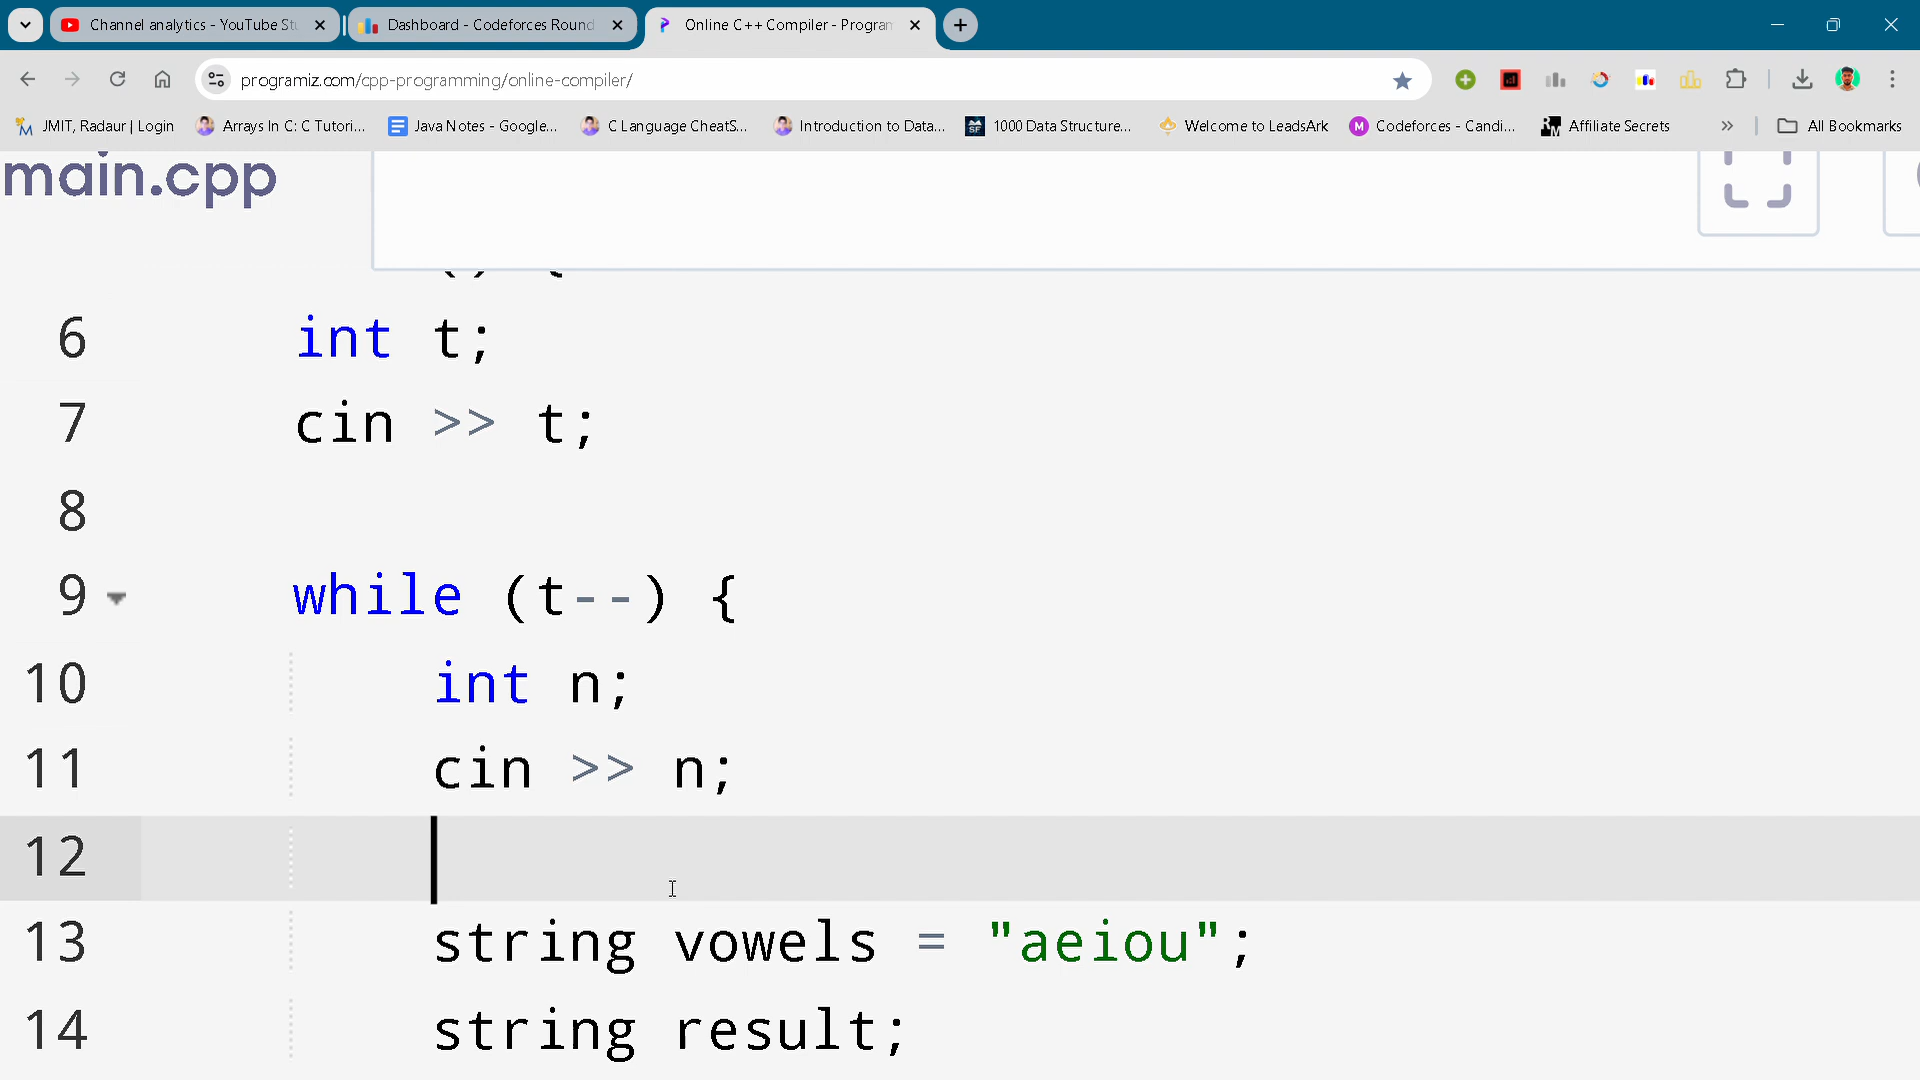 Channel analytics - YouTube Stu
Dashboard - Codeforces Round
Online C++ Compiler - Program
programiz.com/cpp-programming/online-compiler/
JMIT, Radaur | Login
Arrays In C: C Tutori...
Java Notes - Google...
C Language CheatS...
Introduction to Data...
1000 Data Structure...
Welcome to LeadsArk
Codeforces - Candi...
Affiliate Secrets
All Bookmarks
main.cpp
() {
6 int t;
7 cin >> t;
8
9 while (t--) {
10 int n;
11 cin >> n;
12
13 string vowels = "aeiou";
14 string result;